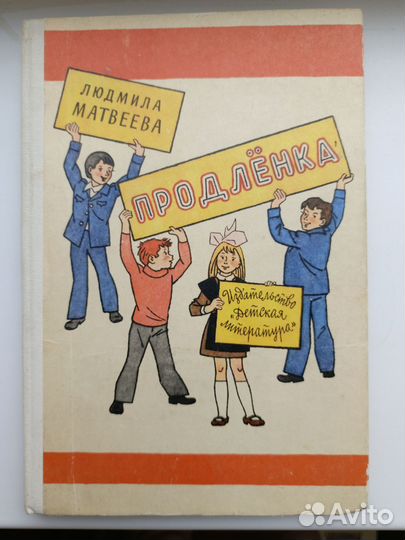 ЛЮДМИЛА
МАТВЕЕВА
ПРОДЛЁНКА
Издательство
„Детская
литература"
Avito